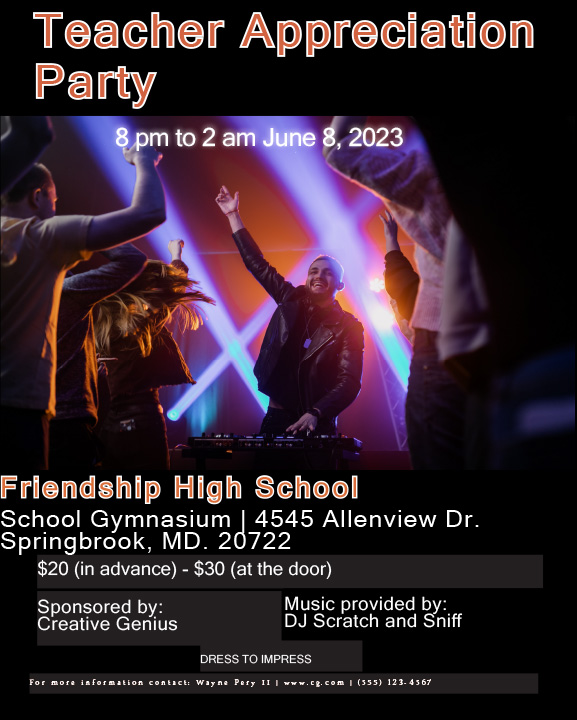 Teacher Appreciation
Party
8 pm to 2 am June 8, 2023
Friendship High School
School Gymnasium | 4545 Allenview Dr.
Springbrook, MD. 20722
$20 (in advance) - $30 (at the door)
Sponsored by:
Creative Genius
Music provided by:
DJ Scratch and Sniff
DRESS TO IMPRESS
For more information contact: Wayne Pery II | www.cg.com | (555) 123-4567